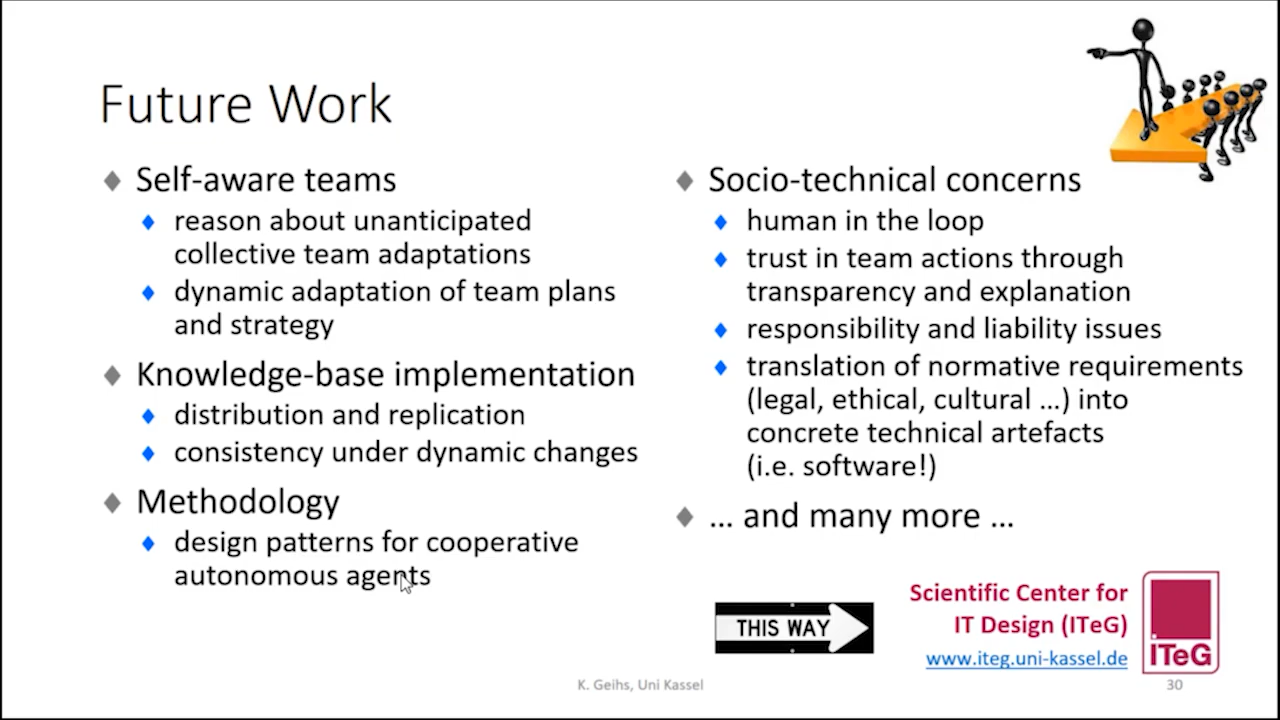 Future Work
Self-aware teams
reason about unanticipated
collective team adaptations
dynamic adaptation of team plans
and strategy
Knowledge-base implementation
distribution and replication
consistency under dynamic changes
Methodology
design patterns for cooperative
autonomous agents
Socio-technical concerns
human in the loop
trust in team actions through
transparency and explanation
responsibility and liability issues
translation of normative requirements
(legal, ethical, cultural ...) into
concrete technical artefacts
(i.e. software!)
... and many more ...
THIS WAY
Scientific Center for
IT Design (ITeG)
www.iteg.uni-kassel.de
ITeG
K. Geihs, Uni Kassel
30